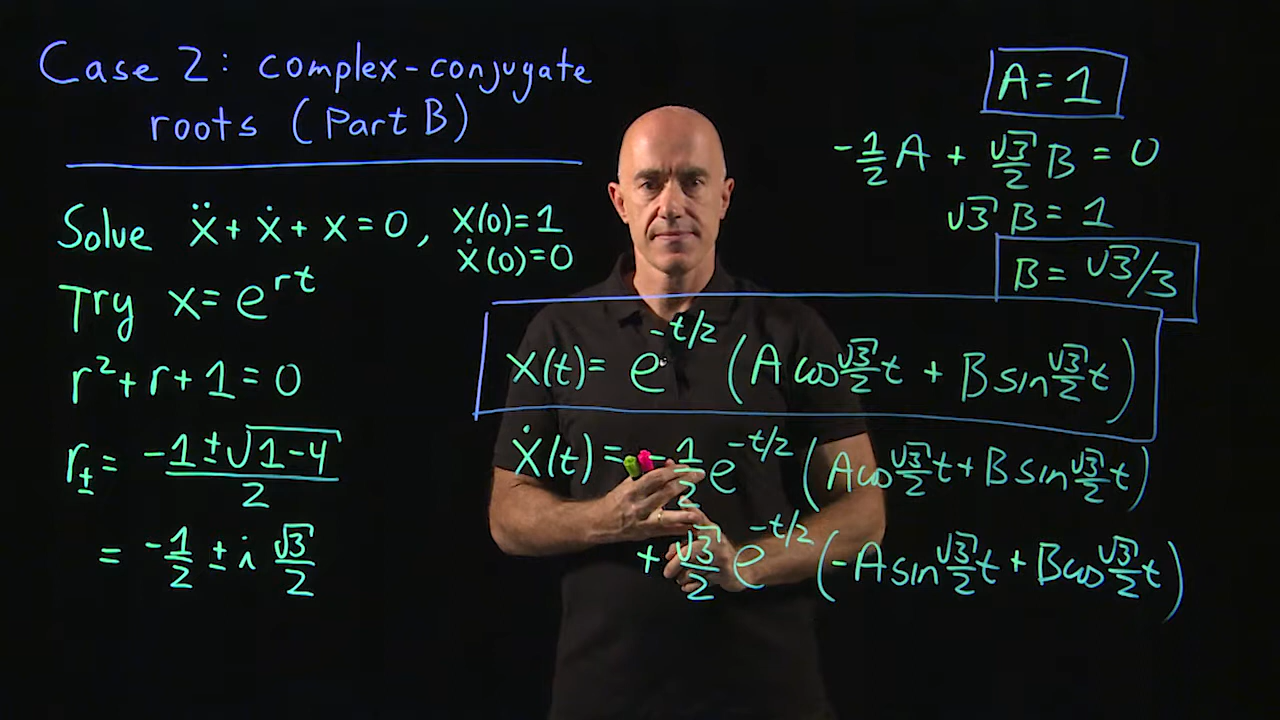 Case 2: complex-conjugate
roots (Part B)
Solve ẍ + ẋ + x = 0, x(0)=1
ẋ(0)=0
Try x = e^{rt}
r² + r + 1 = 0
r± = (-1 ± √(1-4))/2
= -1/2 ± i √3/2
A = 1
-1/2 A + √3/2 B = 0
√3 B = 1
B = √3/3
x(t) = e^{-t/2} (A cos √3/2 t + B sin √3/2 t)
ẋ(t) = -1/2 e^{-t/2} (A cos √3/2 t + B sin √3/2 t)
+ √3/2 e^{-t/2} (-A sin √3/2 t + B cos √3/2 t)